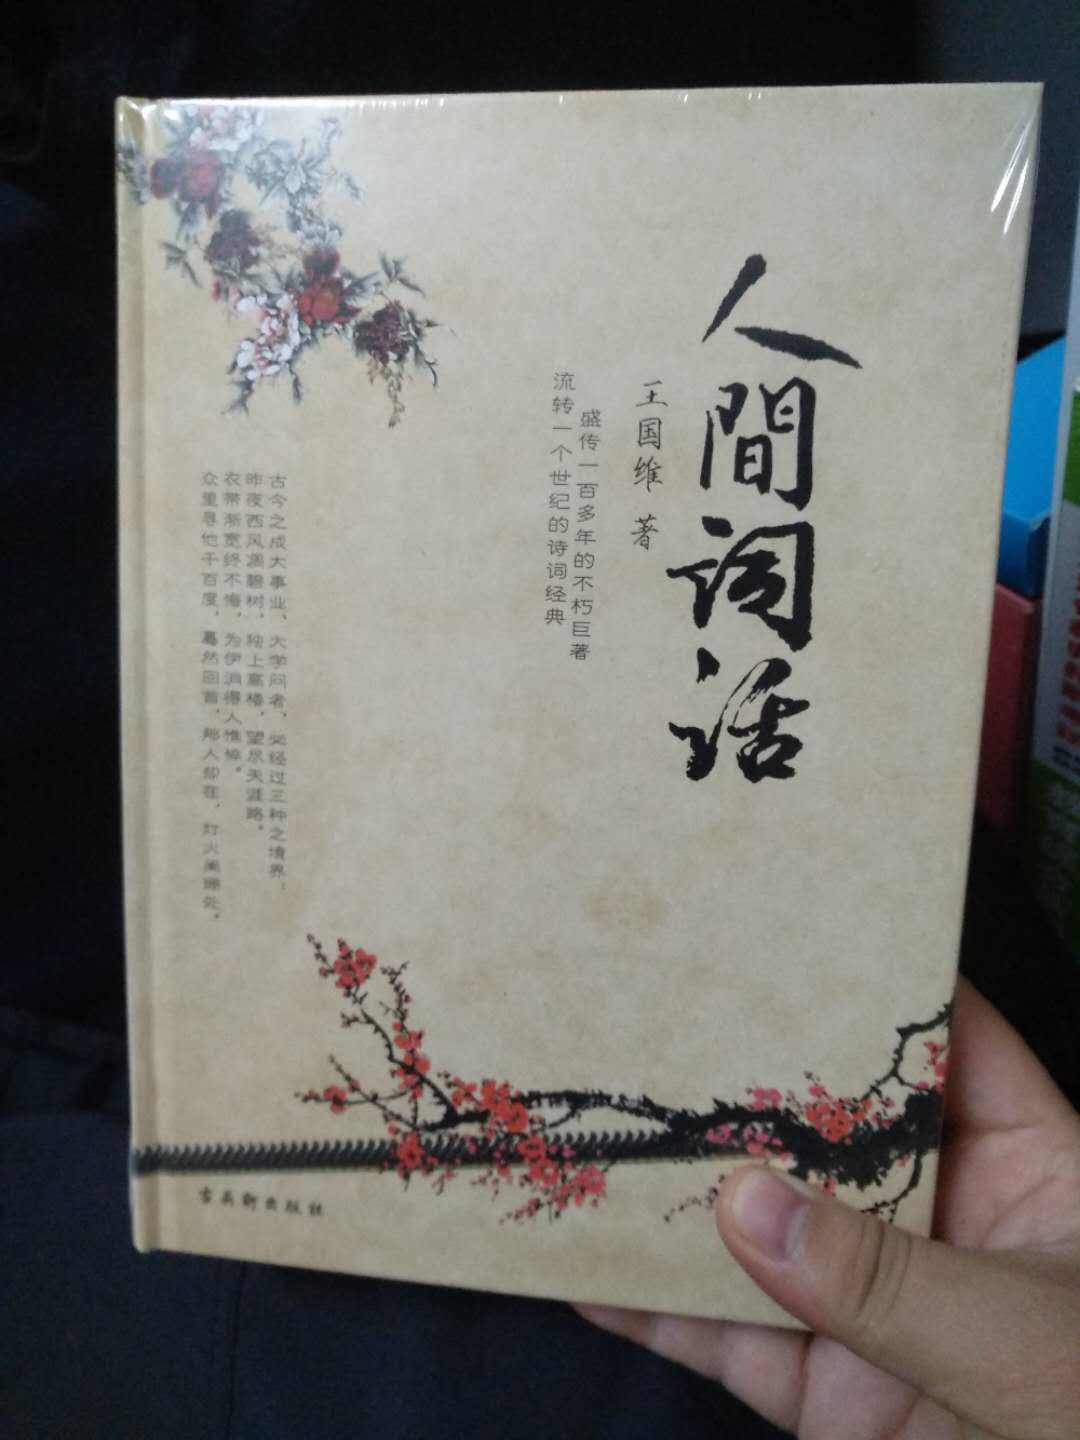 人間词话
王国维 著
盛传一百多年的不朽巨著
流转一个世纪的诗词经典
古今之成大事业、大学问者，必经过三种之境界：
昨夜西风凋碧树，独上高楼，望尽天涯路。
衣带渐宽终不悔，为伊消得人憔悴。
众里寻他千百度，蓦然回首，那人却在，灯火阑珊处。
古吴轩出版社